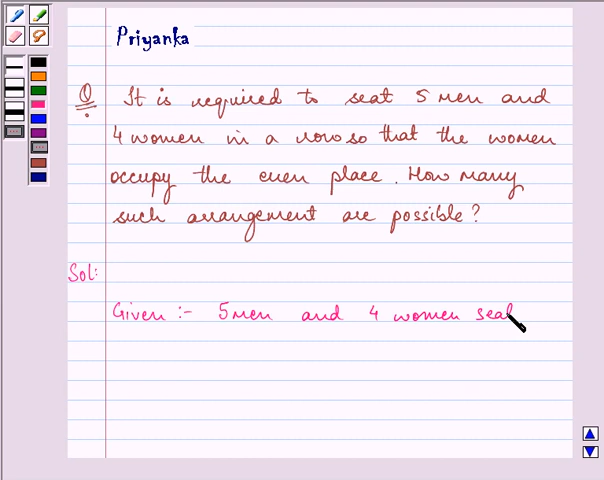 Priyanka
Q. It is required to seat 5 men and
4 women in a row so that the women
occupy the even place. How many
such arrangement are possible?
Sol:
Given :- 5 men and 4 women seat